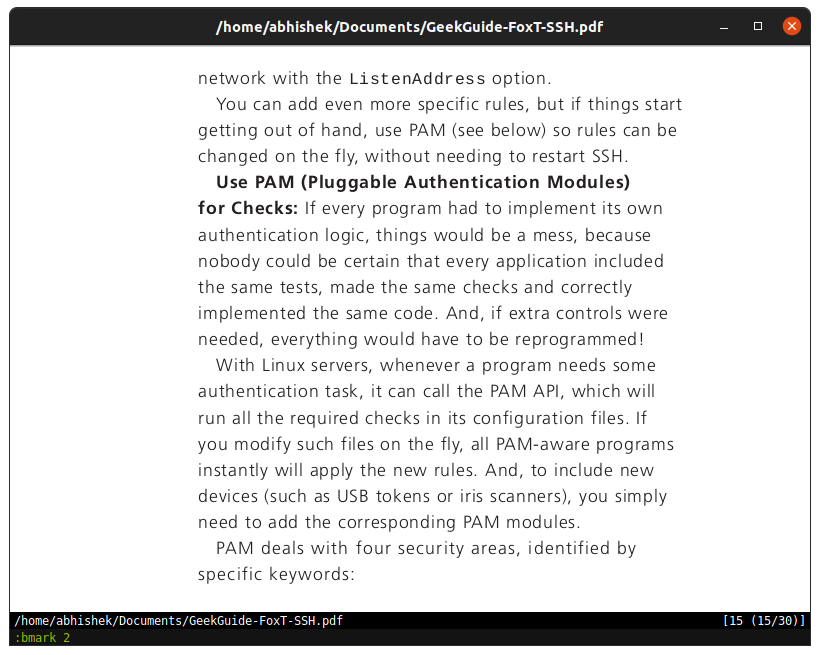 /home/abhishek/Documents/GeekGuide-FoxT-SSH.pdf
network with the ListenAddress option.
You can add even more specific rules, but if things start
getting out of hand, use PAM (see below) so rules can be
changed on the fly, without needing to restart SSH.
Use PAM (Pluggable Authentication Modules)
for Checks: If every program had to implement its own
authentication logic, things would be a mess, because
nobody could be certain that every application included
the same tests, made the same checks and correctly
implemented the same code. And, if extra controls were
needed, everything would have to be reprogrammed!
With Linux servers, whenever a program needs some
authentication task, it can call the PAM API, which will
run all the required checks in its configuration files. If
you modify such files on the fly, all PAM-aware programs
instantly will apply the new rules. And, to include new
devices (such as USB tokens or iris scanners), you simply
need to add the corresponding PAM modules.
PAM deals with four security areas, identified by
specific keywords:
/home/abhishek/Documents/GeekGuide-FoxT-SSH.pdf [15 (15/30)]
:bmark 2